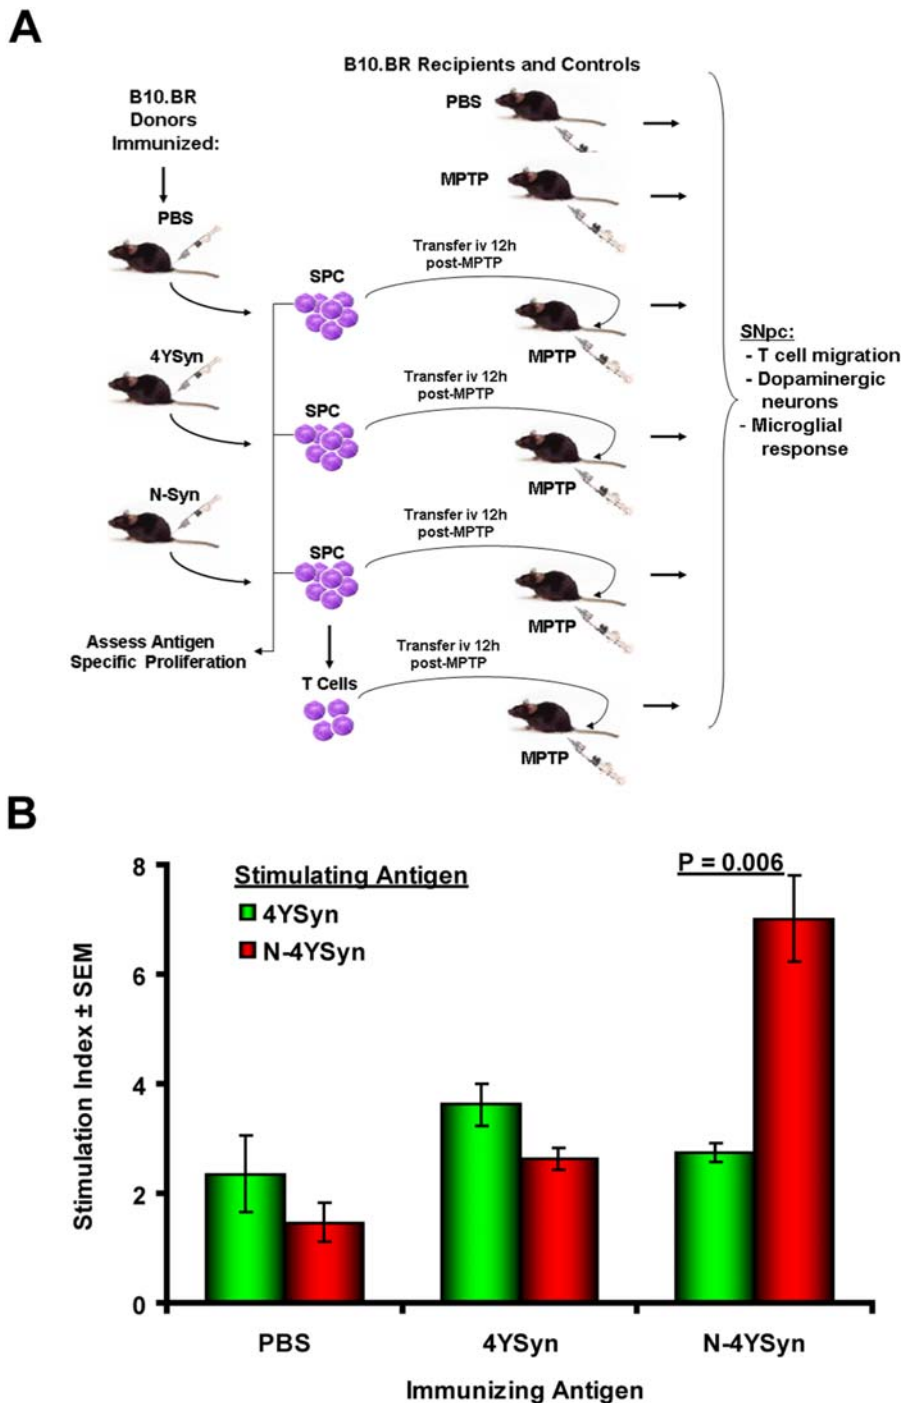 A
B10.BR Recipients and Controls
B10.BR
Donors
Immunized:
PBS
MPTP
PBS
Transfer iv 12h
post-MPTP
SPC
MPTP
4YSyn
Transfer iv 12h
post-MPTP
SPC
MPTP
N-Syn
Transfer iv 12h
post-MPTP
SPC
MPTP
Assess Antigen
Specific Proliferation
T Cells
Transfer iv 12h
post-MPTP
MPTP
SNpc:
- T cell migration
- Dopaminergic
neurons
- Microglial
response
B
Stimulation Index ± SEM
8
6
4
2
0
Stimulating Antigen
4YSyn
N-4YSyn
P = 0.006
PBS
4YSyn
N-4YSyn
Immunizing Antigen